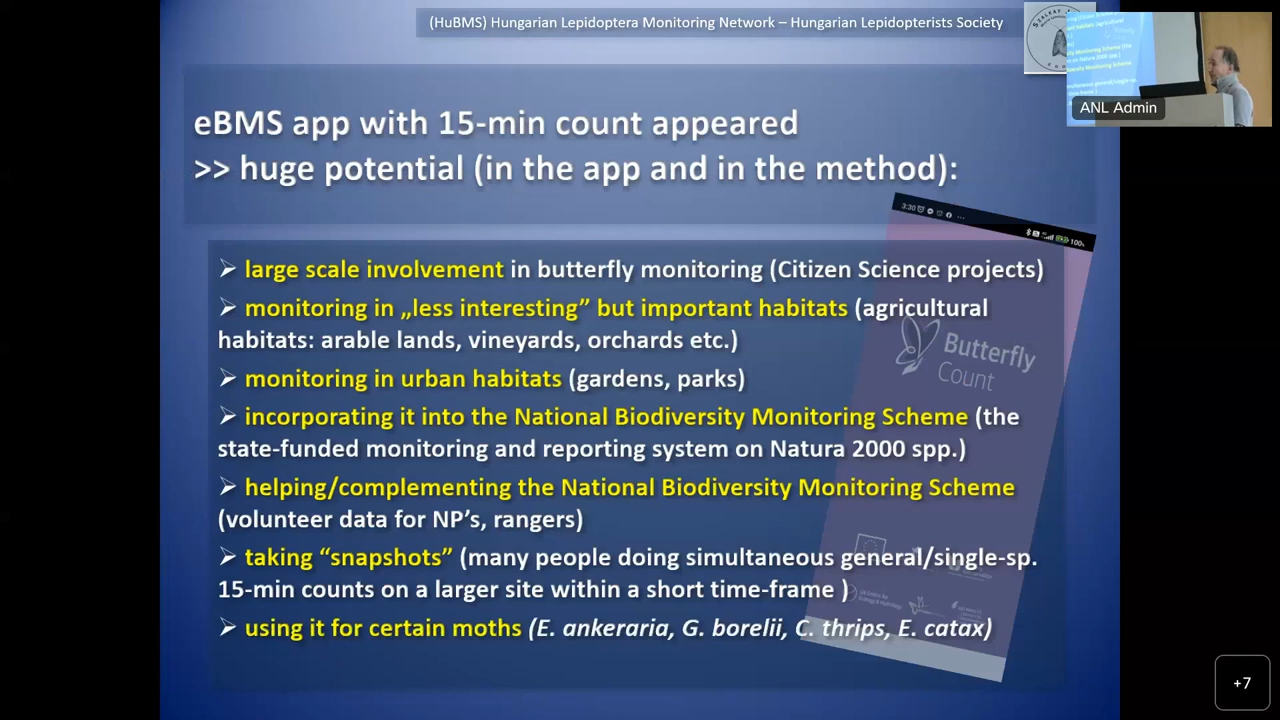 (HuBMS) Hungarian Lepidoptera Monitoring Network – Hungarian Lepidopterists Society
ANL Admin
eBMS app with 15-min count appeared
>> huge potential (in the app and in the method):
3:30
100%
➢ large scale involvement in butterfly monitoring (Citizen Science projects)
➢ monitoring in „less interesting” but important habitats (agricultural
habitats: arable lands, vineyards, orchards etc.)
Butterfly
Count
➢ monitoring in urban habitats (gardens, parks)
➢ incorporating it into the National Biodiversity Monitoring Scheme (the
state-funded monitoring and reporting system on Natura 2000 spp.)
➢ helping/complementing the National Biodiversity Monitoring Scheme
(volunteer data for NP’s, rangers)
➢ taking “snapshots” (many people doing simultaneous general/single-sp.
15-min counts on a larger site within a short time-frame )
➢ using it for certain moths (E. ankeraria, G. borelii, C. thrips, E. catax)
+7